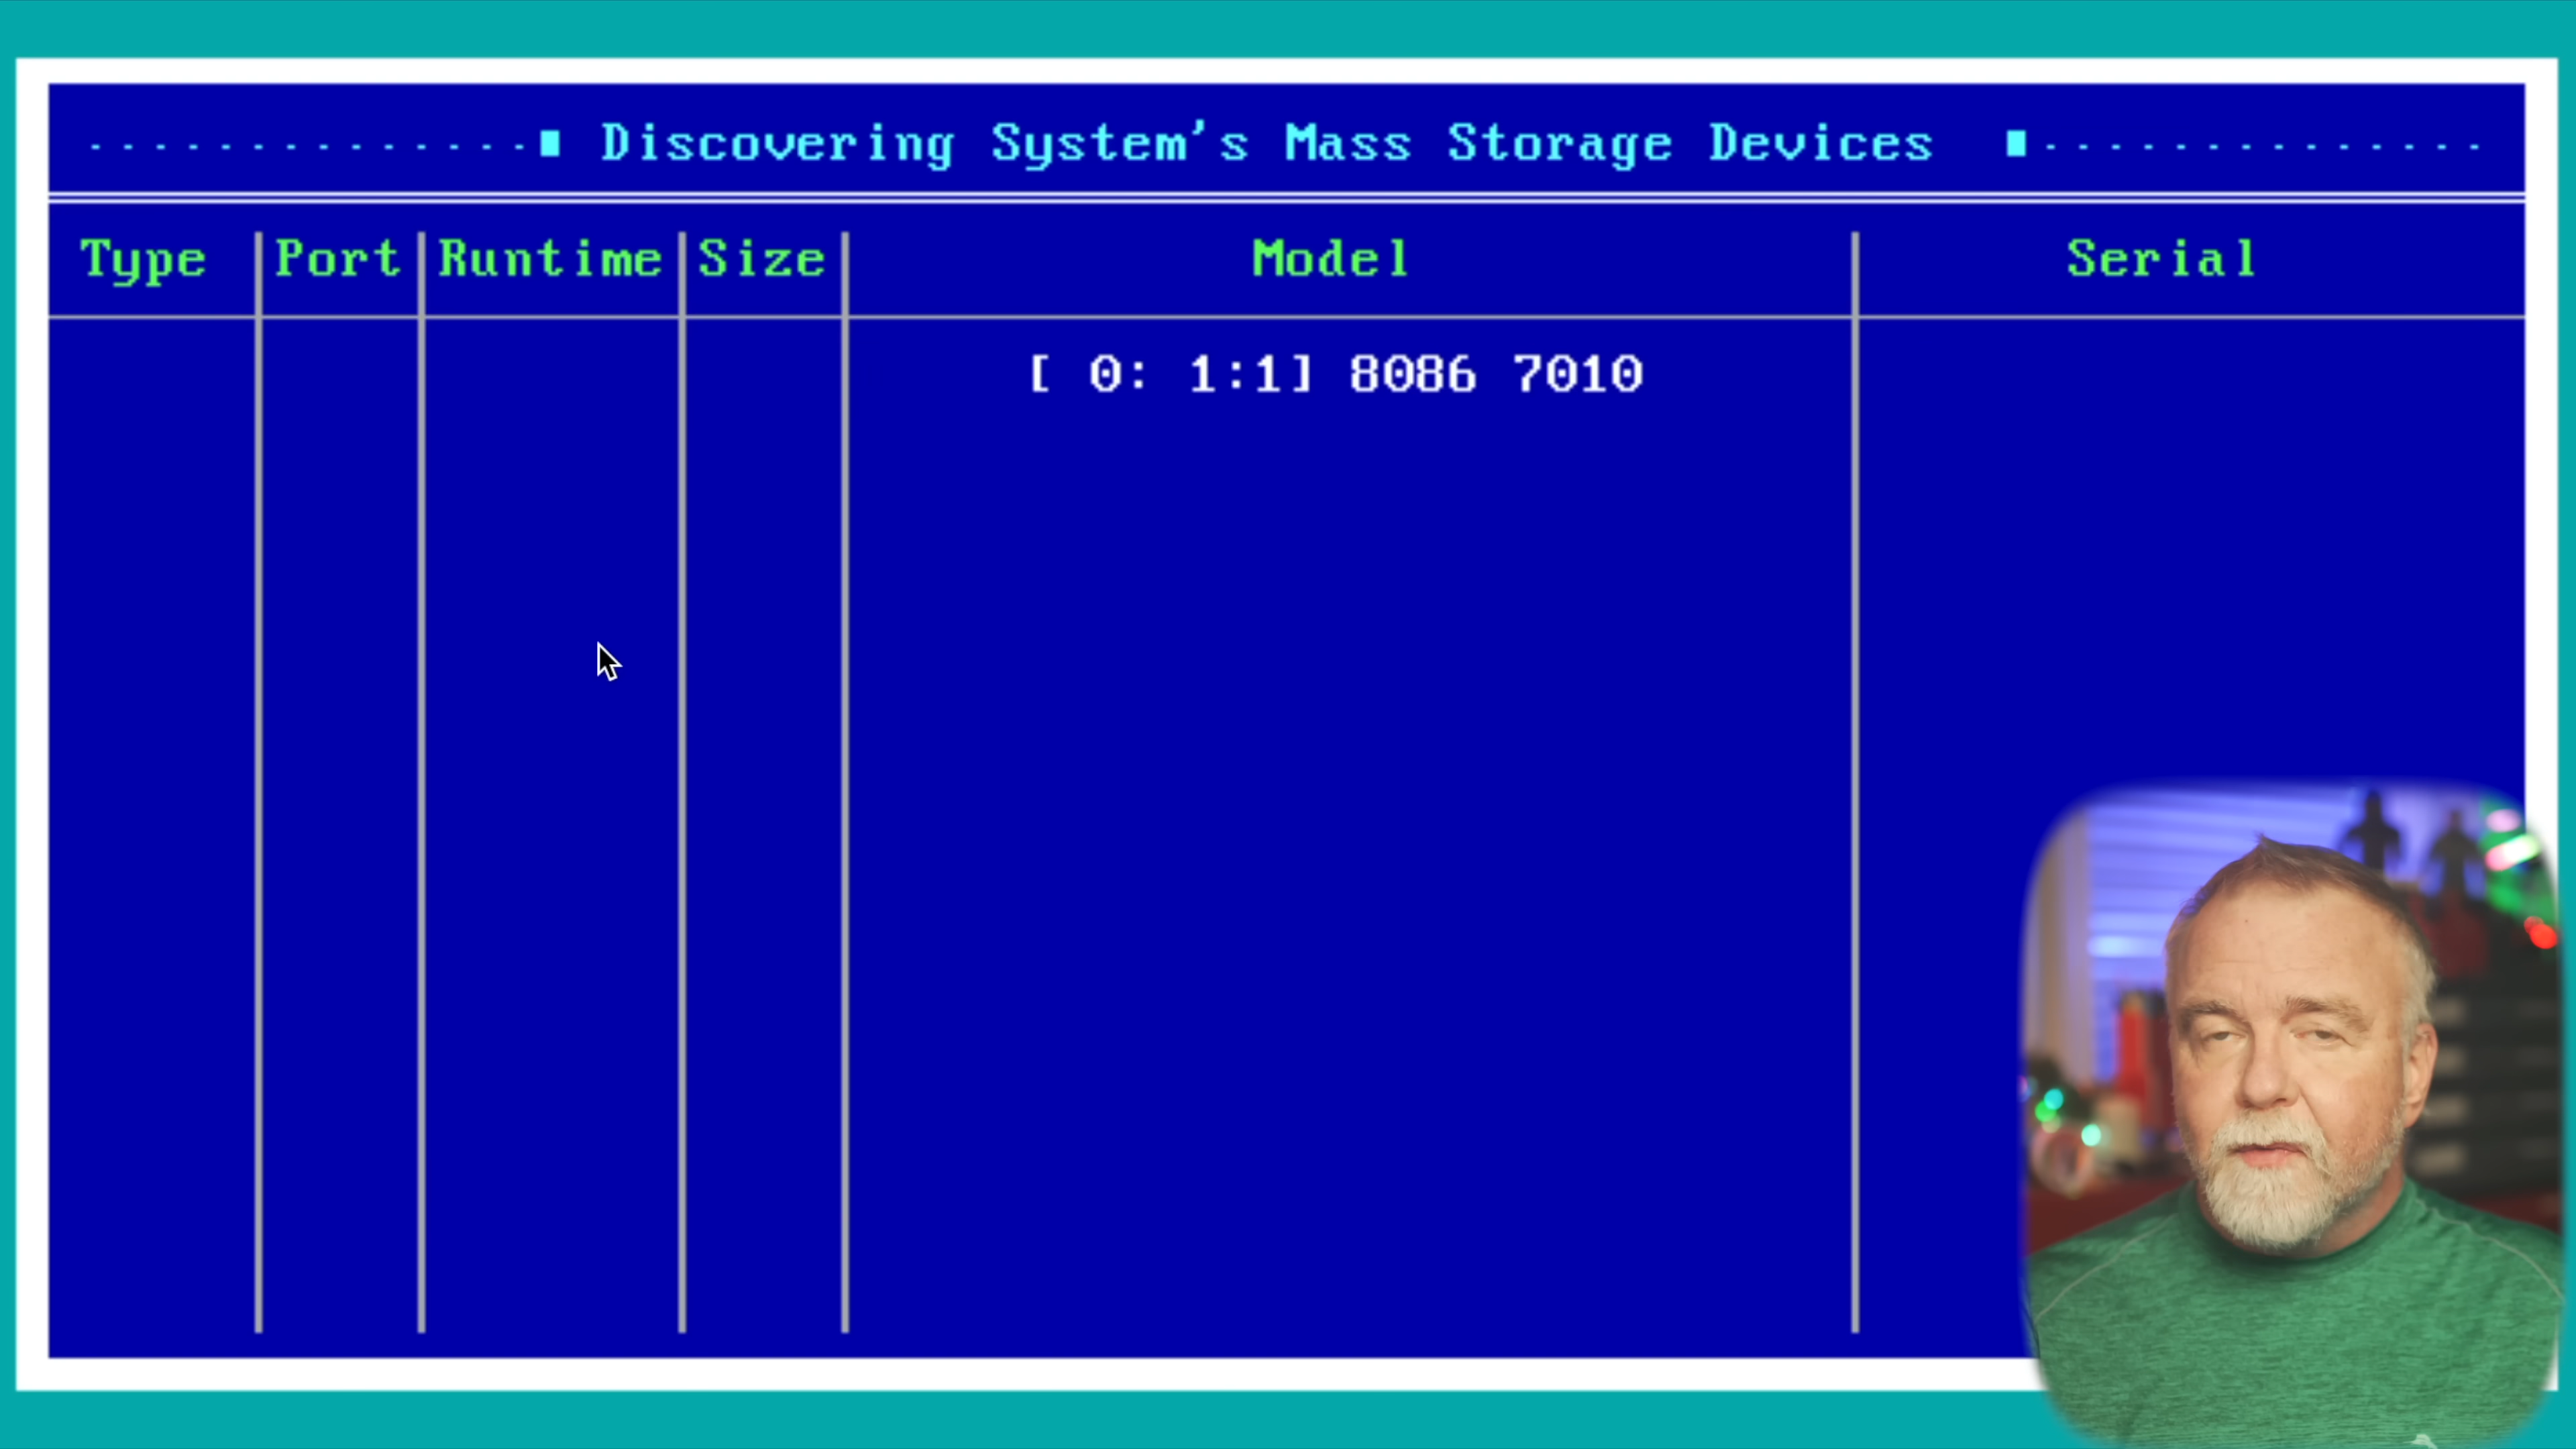 Discovering System's Mass Storage Devices
Type Port Runtime Size Model Serial
[ 0: 1:1] 8086 7010